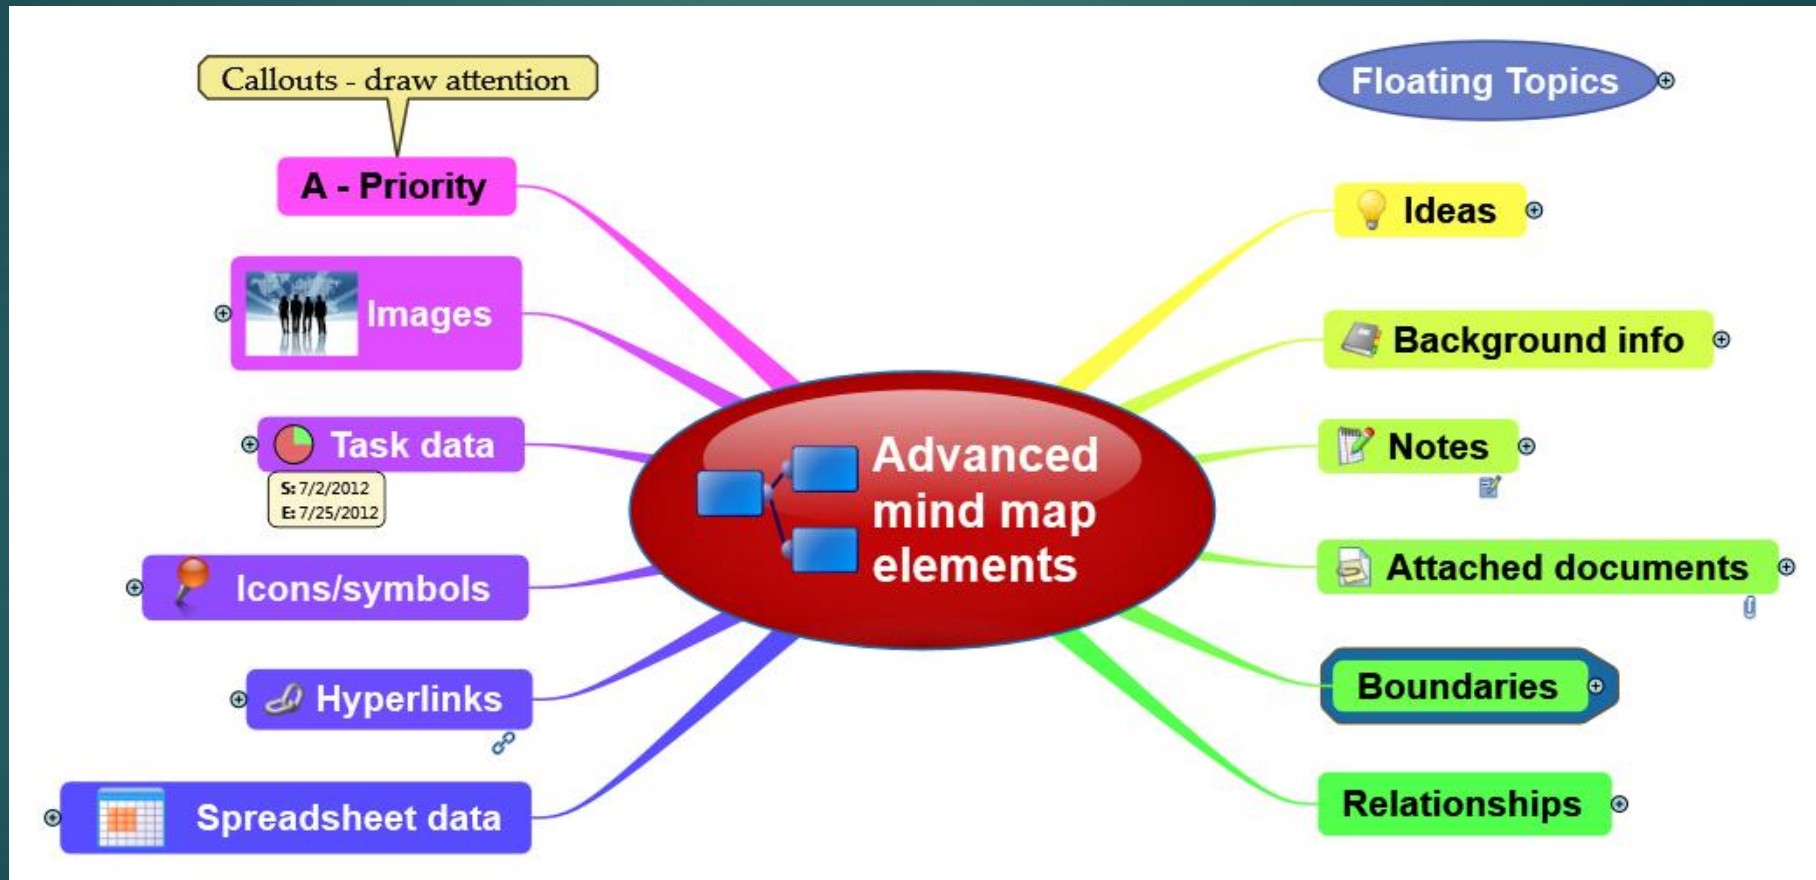 Callouts - draw attention
A - Priority
Images
Task data
S: 7/2/2012
E: 7/25/2012
Icons/symbols
Hyperlinks
Spreadsheet data
Advanced
mind map
elements
Floating Topics
Ideas
Background info
Notes
Attached documents
Boundaries
Relationships